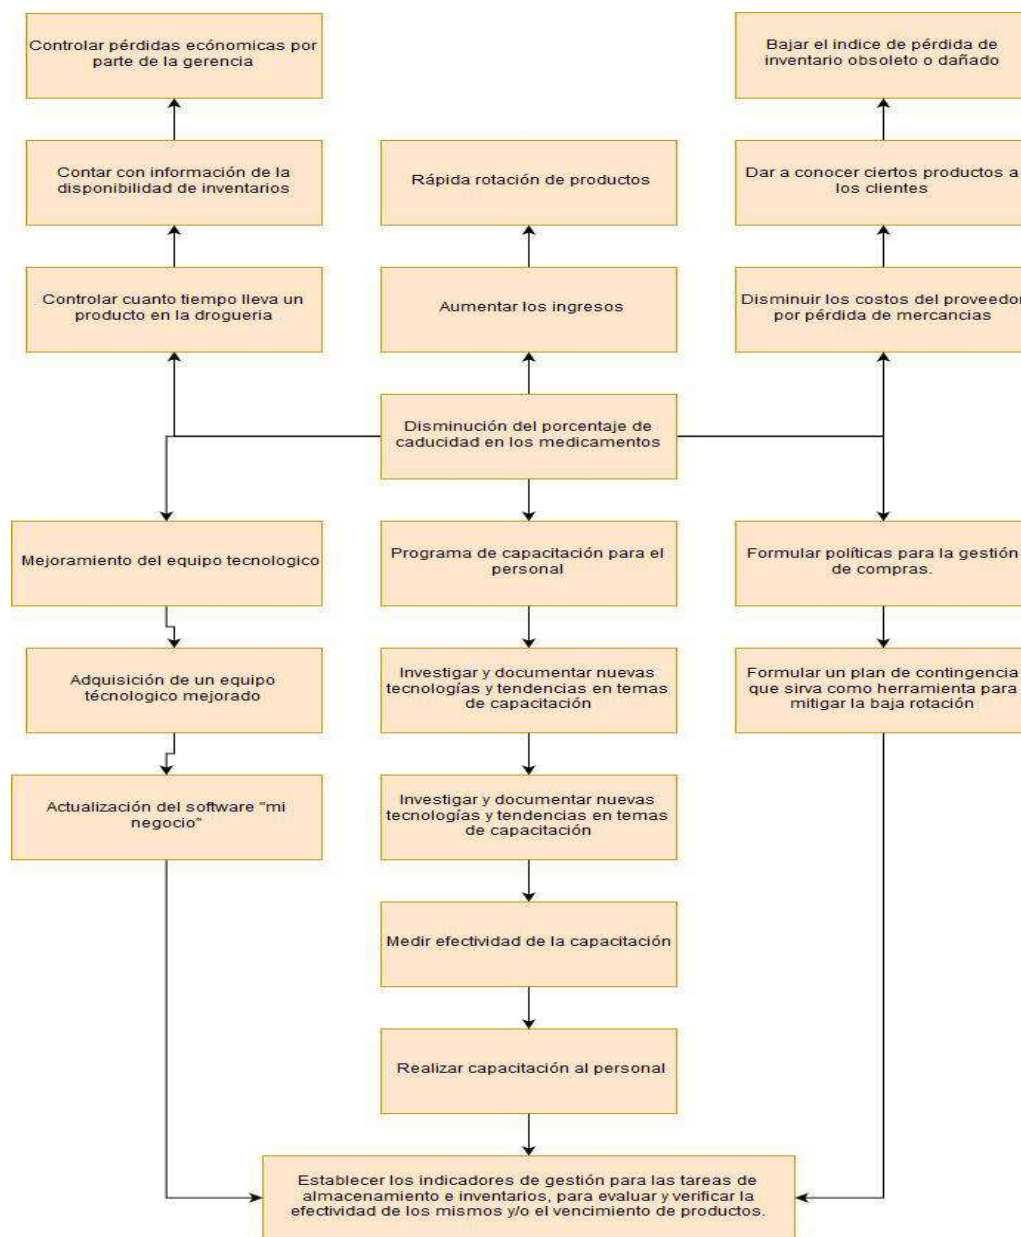 Controlar pérdidas ecónomicas por
parte de la gerencia
Bajar el indice de pérdida de
inventario obsoleto o dañado
Contar con información de la
disponibilidad de inventarios
Rápida rotación de productos
Dar a conocer ciertos productos a
los clientes
Controlar cuanto tiempo lleva un
producto en la drogueria
Aumentar los ingresos
Disminuir los costos del proveedor
por pérdida de mercancias
Disminución del porcentaje de
caducidad en los medicamentos
Mejoramiento del equipo tecnologico
Programa de capacitación para el
personal
Formular políticas para la gestión
de compras.
Adquisición de un equipo
técnologico mejorado
Investigar y documentar nuevas
tecnologías y tendencias en temas
de capacitación
Formular un plan de contingencia
que sirva como herramienta para
mitigar la baja rotación
Actualización del software "mi
negocio"
Investigar y documentar nuevas
tecnologías y tendencias en temas
de capacitación
Medir efectividad de la capacitación
Realizar capacitación al personal
Establecer los indicadores de gestión para las tareas de
almacenamiento e inventarios, para evaluar y verificar la
efectividad de los mismos y/o el vencimiento de productos.